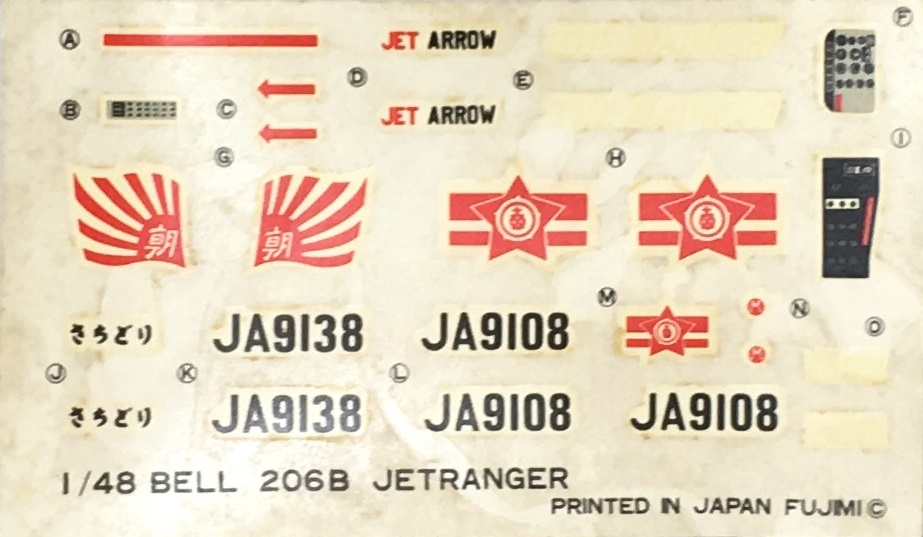 Ⓐ JET ARROW Ⓕ
Ⓓ Ⓔ
Ⓑ Ⓒ JET ARROW
Ⓘ
Ⓖ Ⓗ
朝 朝
Ⓜ Ⓜ Ⓝ
さちどり JA9138 JA9108 Ⓞ
Ⓜ
Ⓙ Ⓚ Ⓛ
さちどり JA9138 JA9108 JA9108
1/48 BELL 206B JETRANGER
PRINTED IN JAPAN FUJIMI©